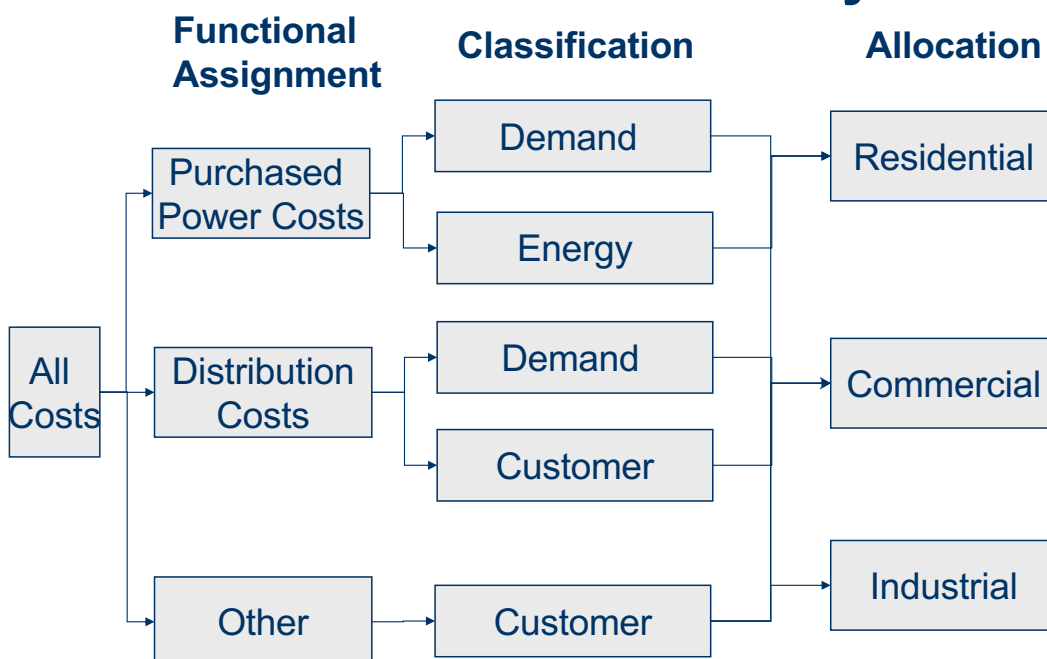 Functional
Assignment
Classification
Allocation
Demand
Residential
Purchased
Power Costs
Energy
All
Costs
Distribution
Costs
Demand
Commercial
Customer
Industrial
Other
Customer